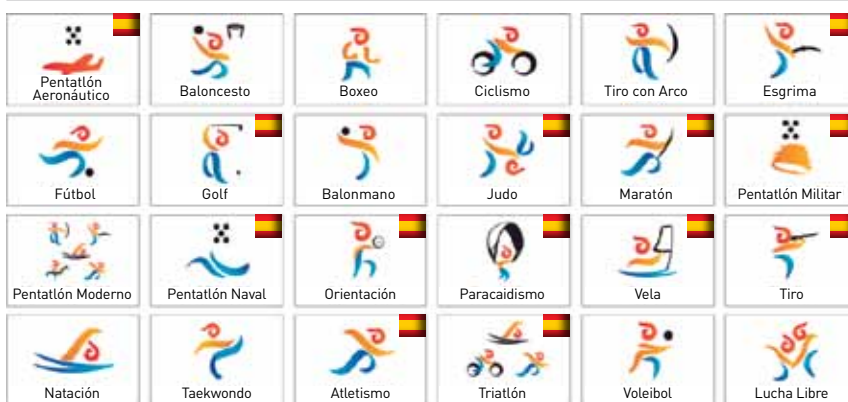 Pentatlón
Aeronáutico
Baloncesto
Boxeo
Ciclismo
Tiro con Arco
Esgrima
Fútbol
Golf
Balonmano
Judo
Maratón
Pentatlón Militar
Pentatlón Moderno
Pentatlón Naval
Orientación
Paracaidismo
Vela
Tiro
Natación
Taekwondo
Atletismo
Triatlón
Voleibol
Lucha Libre